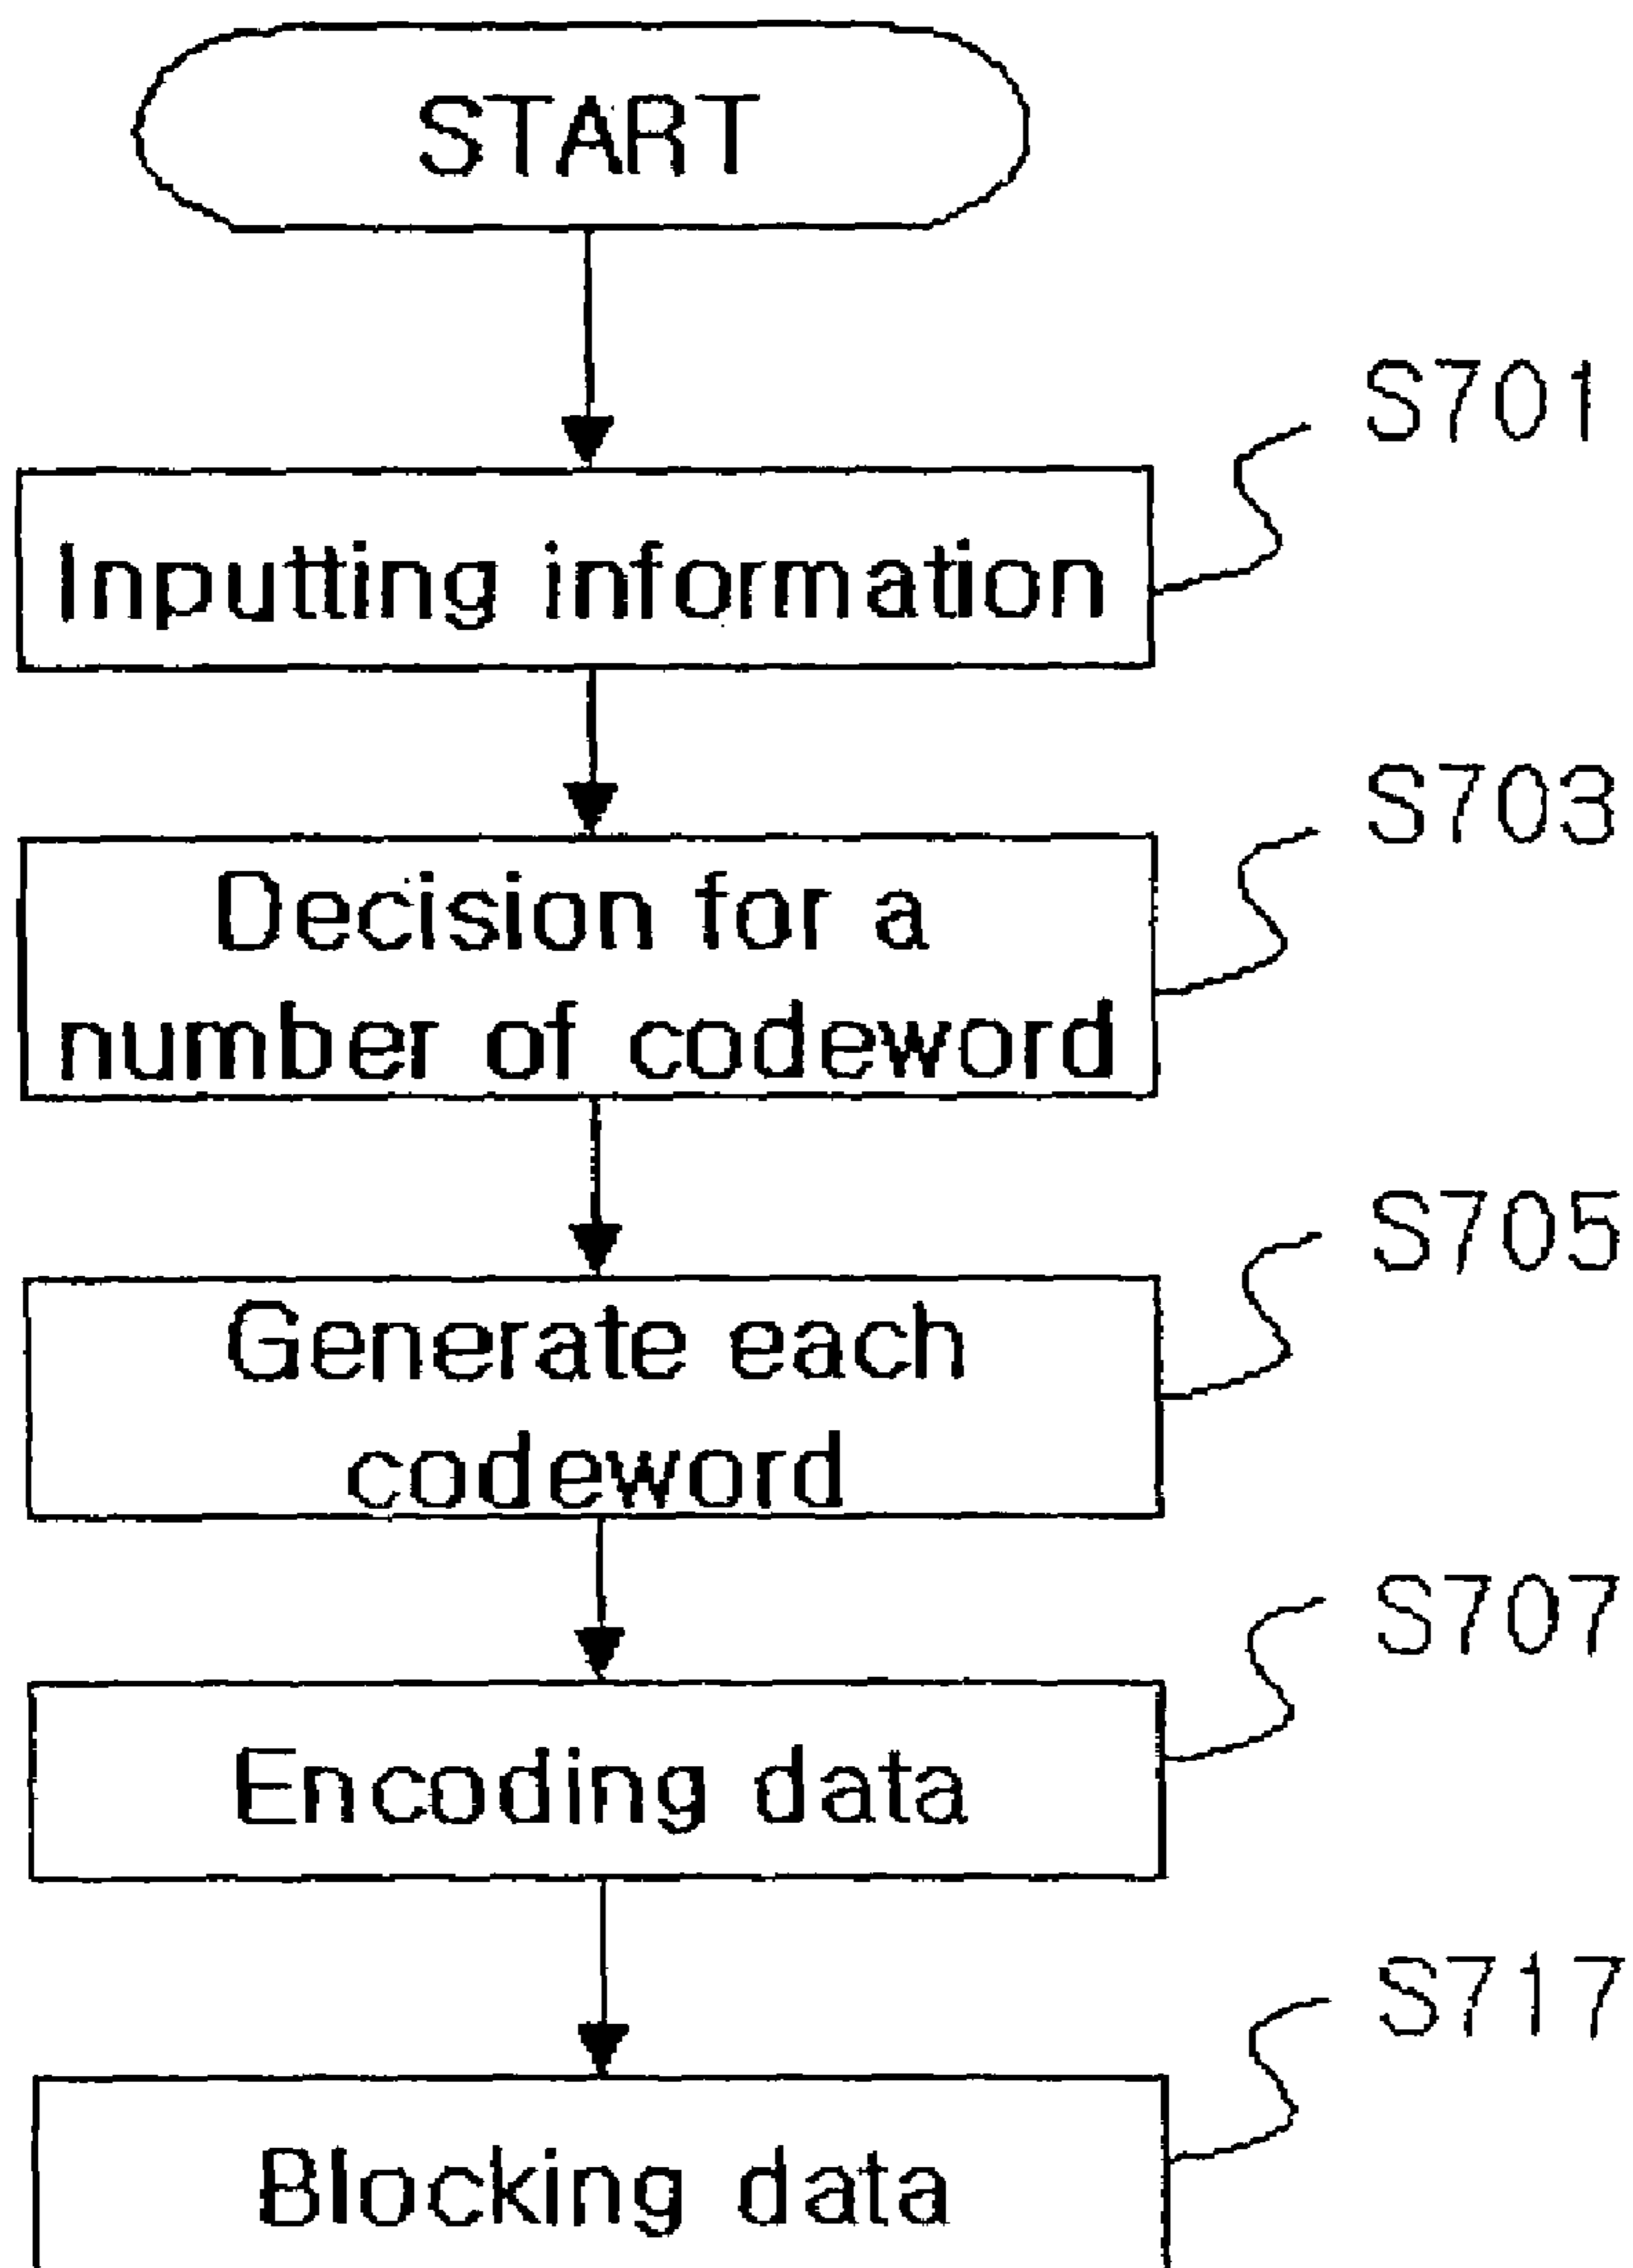 START
S701
Inputting information
S703
Decision for a
number of codeword
S705
Generate each
codeword
S707
Encoding data
S717
Blocking data